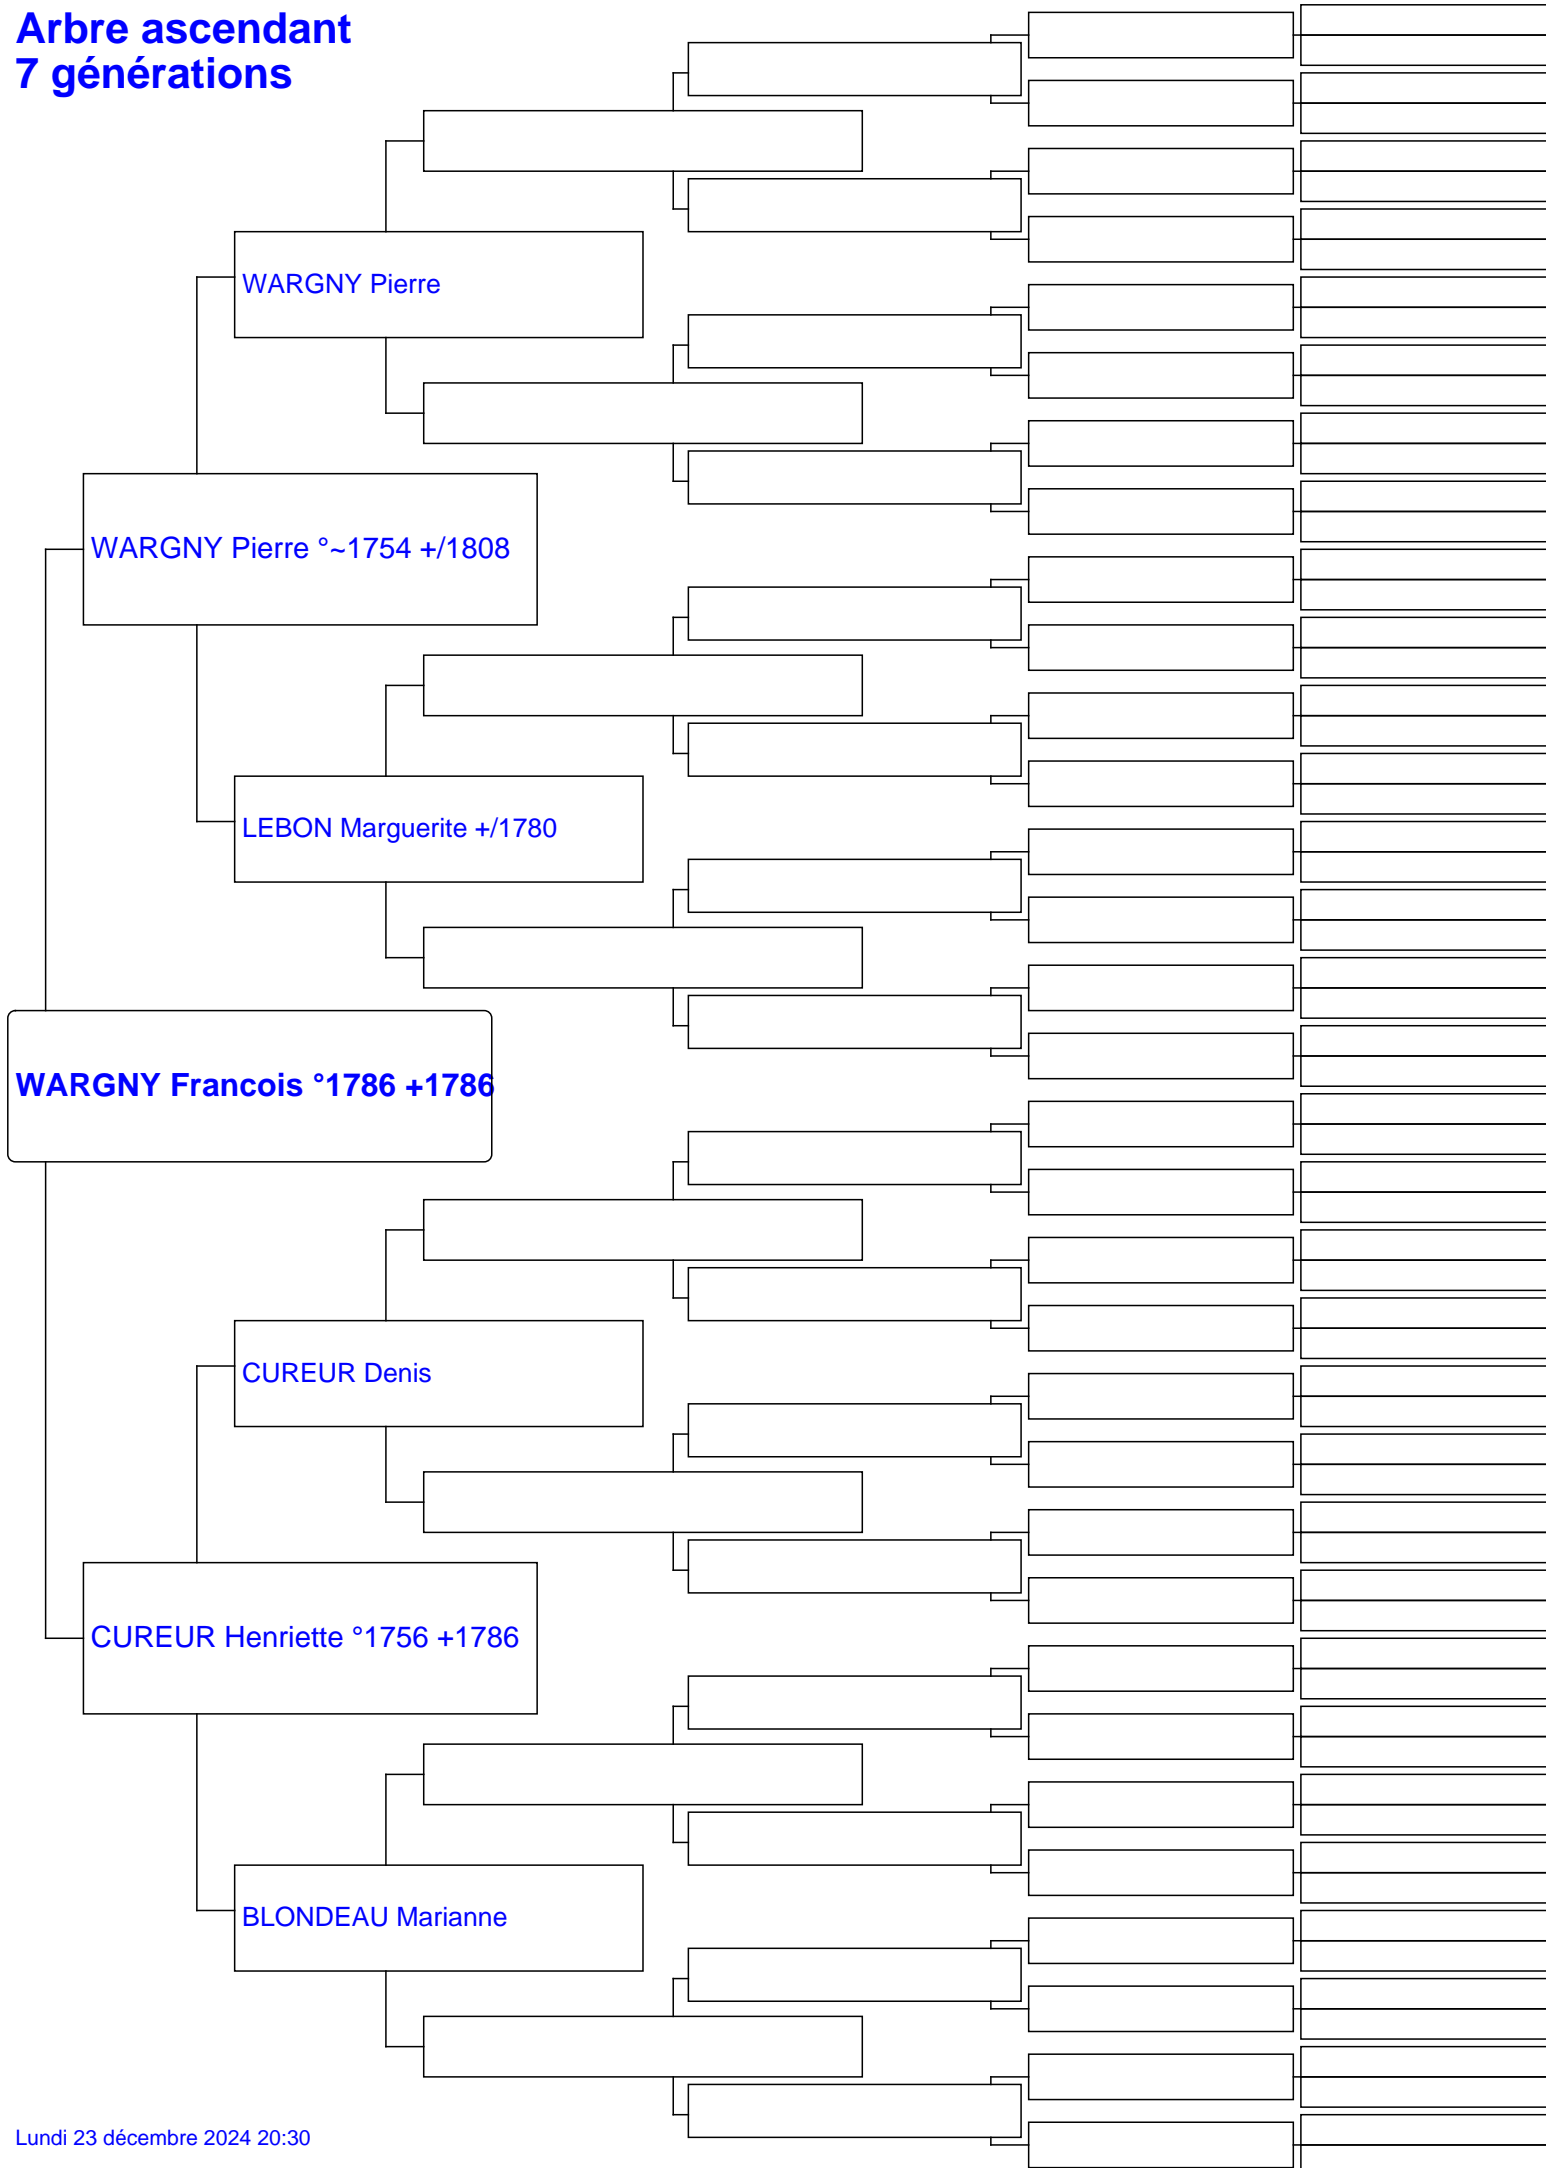 Arbre ascendant
7 générations
WARGNY Pierre
WARGNY Pierre °~1754 +/1808
LEBON Marguerite +/1780
WARGNY Francois °1786 +1786
CUREUR Denis
CUREUR Henriette °1756 +1786
BLONDEAU Marianne
Lundi 23 décembre 2024 20:30